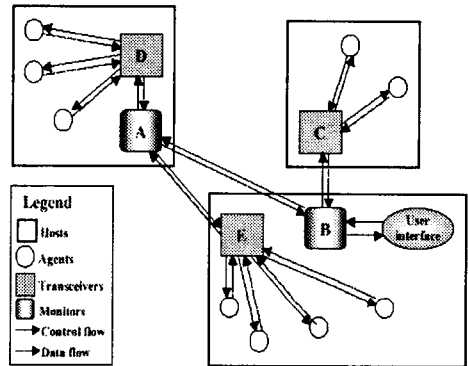 D
A
C
E
B
User
interface
Legend
Hosts
Agents
Transceivers
Monitors
Control flow
Data flow